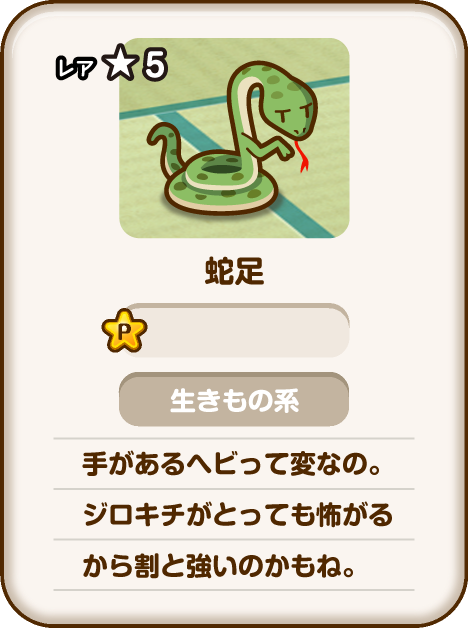 レア★5
蛇足
P
生きもの系
手があるヘビって変なの。
ジロキチがとっても怖がる
から割と強いのかもね。